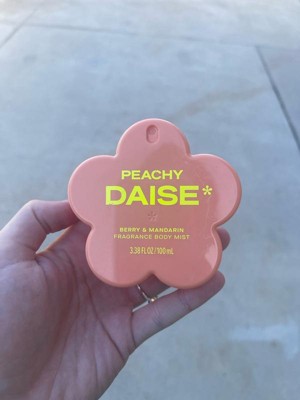 PEACHY
DAISE*
BERRY & MANDARIN
FRAGRANCE BODY MIST
3.38 FL OZ/100 mL